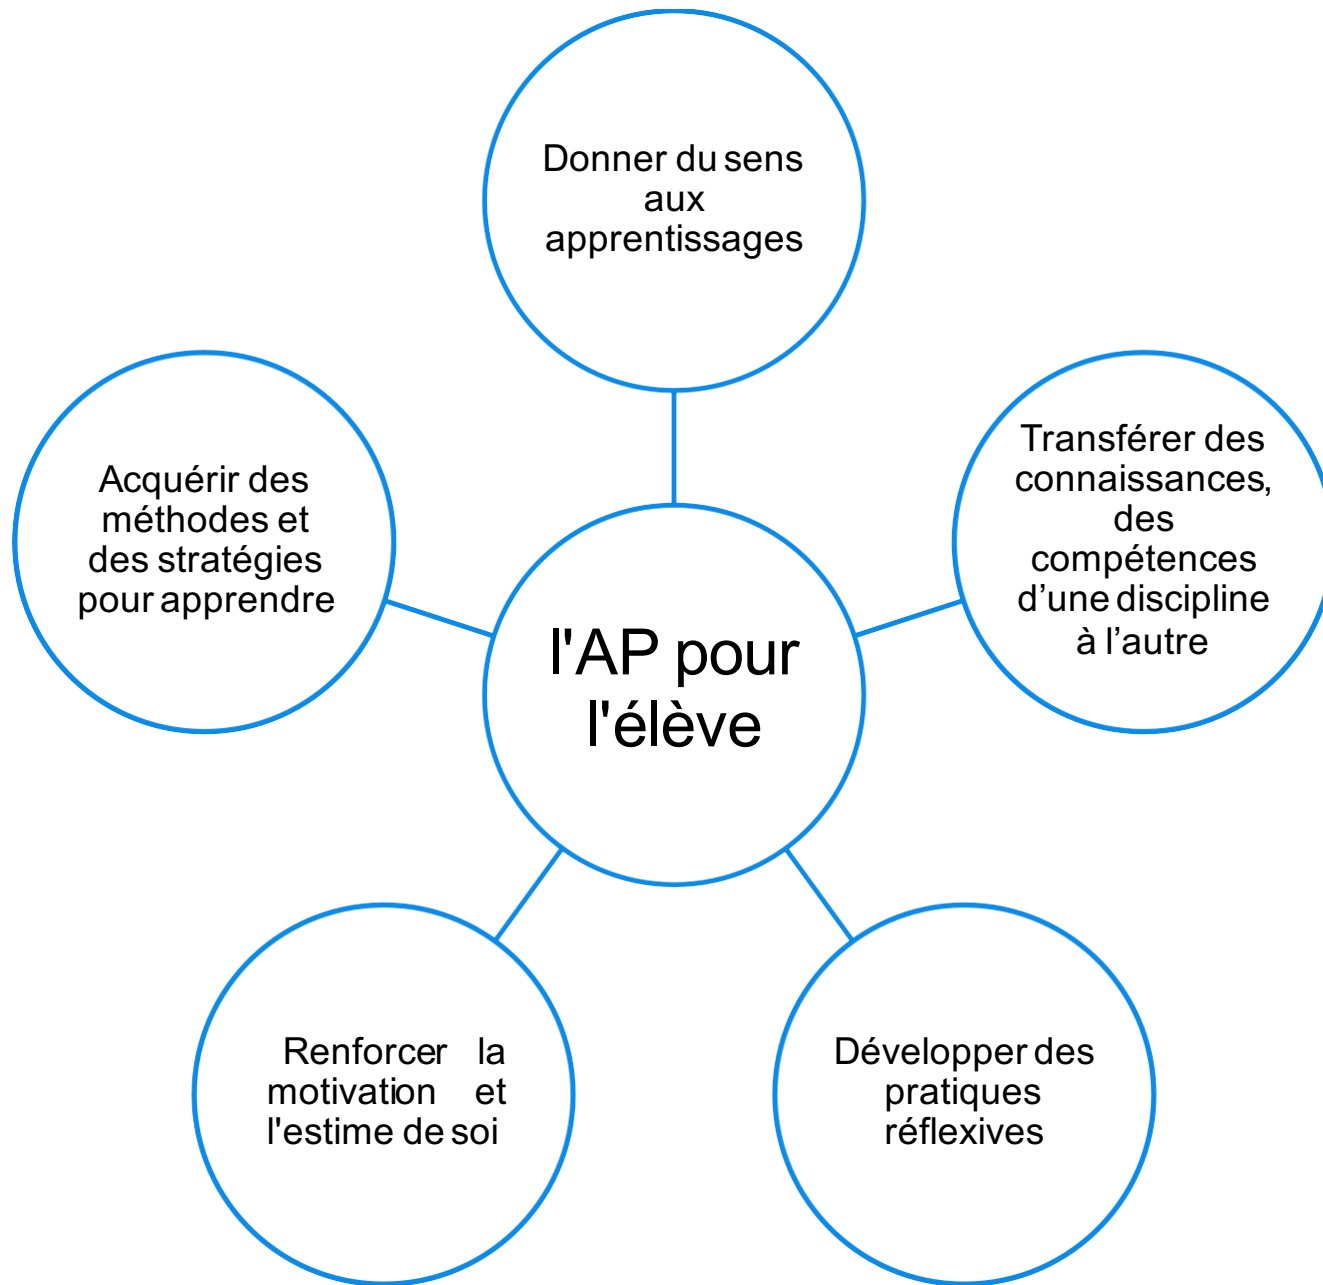 Donner du sens
aux
apprentissages
Transférer des
connaissances,
des
compétences
d’une discipline
à l’autre
Acquérir des
méthodes et
des stratégies
pour apprendre
l'AP pour
l'élève
Renforcer la
motivation et
l'estime de soi
Développer des
pratiques
réflexives